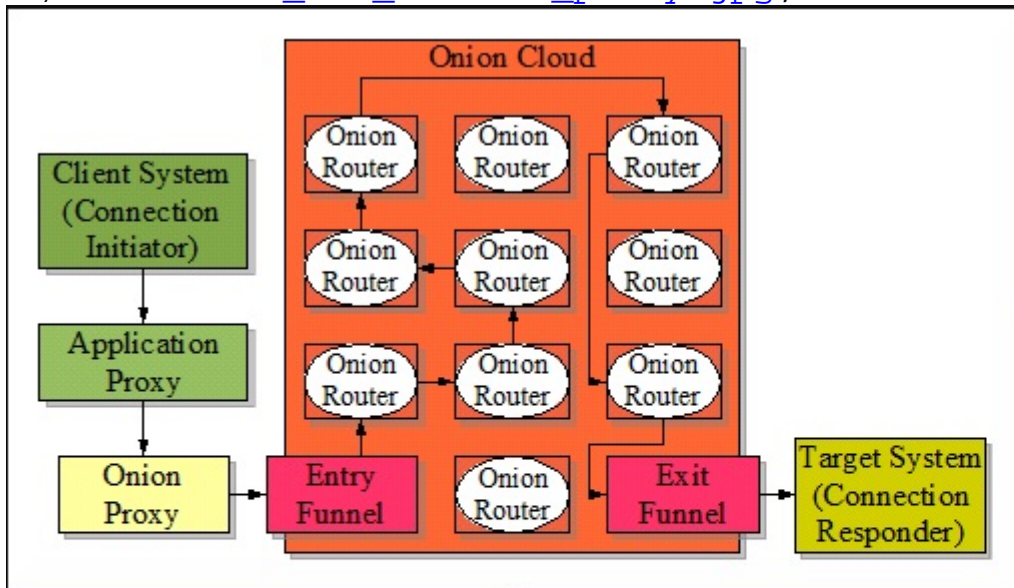 Onion Cloud
Onion
Router
Onion
Router
Onion
Router
Client System
(Connection
Initiator)
Onion
Router
Onion
Router
Onion
Router
Application
Proxy
Onion
Router
Onion
Router
Onion
Router
Onion
Proxy
Entry
Funnel
Onion
Router
Exit
Funnel
Target System
(Connection
Responder)